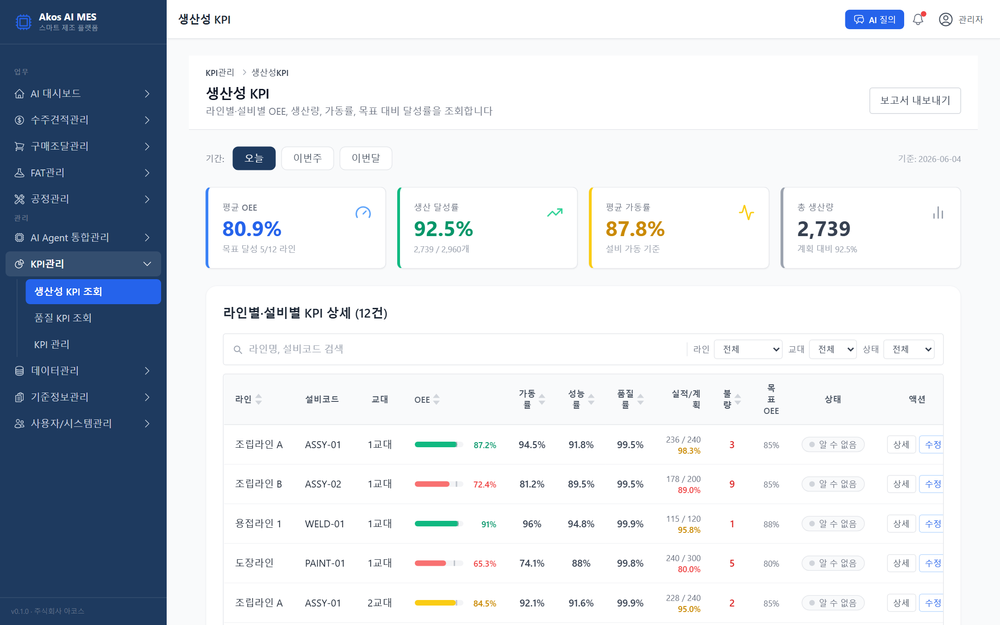 Akos AI MES
스마트 제조 플랫폼
업무
AI 대시보드
수주견적관리
구매조달관리
FAT관리
공정관리
관리
AI Agent 통합관리
KPI관리
생산성 KPI 조회
품질 KPI 조회
KPI 관리
데이터관리
기준정보관리
사용자/시스템관리
v0.1.0 · 주식회사 아코스
생산성 KPI
AI 질의
관리자
KPI관리 > 생산성KPI
생산성 KPI
라인별·설비별 OEE, 생산량, 가동률, 목표 대비 달성률을 조회합니다
보고서 내보내기
기간: 오늘 이번주 이번달
기준: 2026-06-04
평균 OEE
80.9%
목표 달성 5/12 라인
생산 달성률
92.5%
2,739 / 2,960개
평균 가동률
87.8%
설비 가동 기준
총 생산량
2,739
계획 대비 92.5%
라인별·설비별 KPI 상세 (12건)
라인명, 설비코드 검색
라인 전체 교대 전체 상태 전체
라인 설비코드 교대 OEE 가동률 성능률 품질률 실적/계획 불량 목표 OEE 상태 액션
조립라인 A ASSY-01 1교대 87.2% 94.5% 91.8% 99.5% 236 / 240 98.3% 3 85% 알 수 없음 상세 수정
조립라인 B ASSY-02 1교대 72.4% 81.2% 89.5% 99.5% 178 / 200 89.0% 9 85% 알 수 없음 상세 수정
용접라인 1 WELD-01 1교대 91% 96% 94.8% 99.9% 115 / 120 95.8% 1 88% 알 수 없음 상세 수정
도장라인 PAINT-01 1교대 65.3% 74.1% 88% 99.8% 240 / 300 80.0% 5 80% 알 수 없음 상세 수정
조립라인 A ASSY-01 2교대 84.5% 92.1% 91.6% 99.9% 228 / 240 95.0% 2 85% 알 수 없음 상세 수정